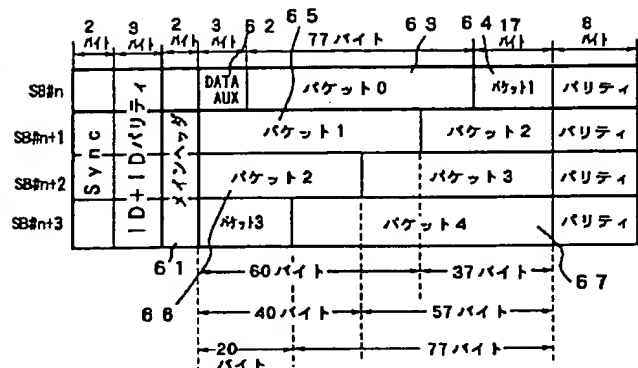 2 3 2 3 6 2 6 5 6 3 6 4 17 8
バイト バイト バイト バイト 77バイト バイト バイト
SB#n DATA AUX パケット0 パケット1 パリティ
SB#n+1 パケット1 パケット2 パリティ
SB#n+2 パケット2 パケット3 パリティ
SB#n+3 パケット3 パケット4 パリティ
Sync
ID+IDパリティ
メインヘッダ
6 1 60バイト 37バイト 6 7
6 6 40バイト 57バイト
20バイト 77バイト